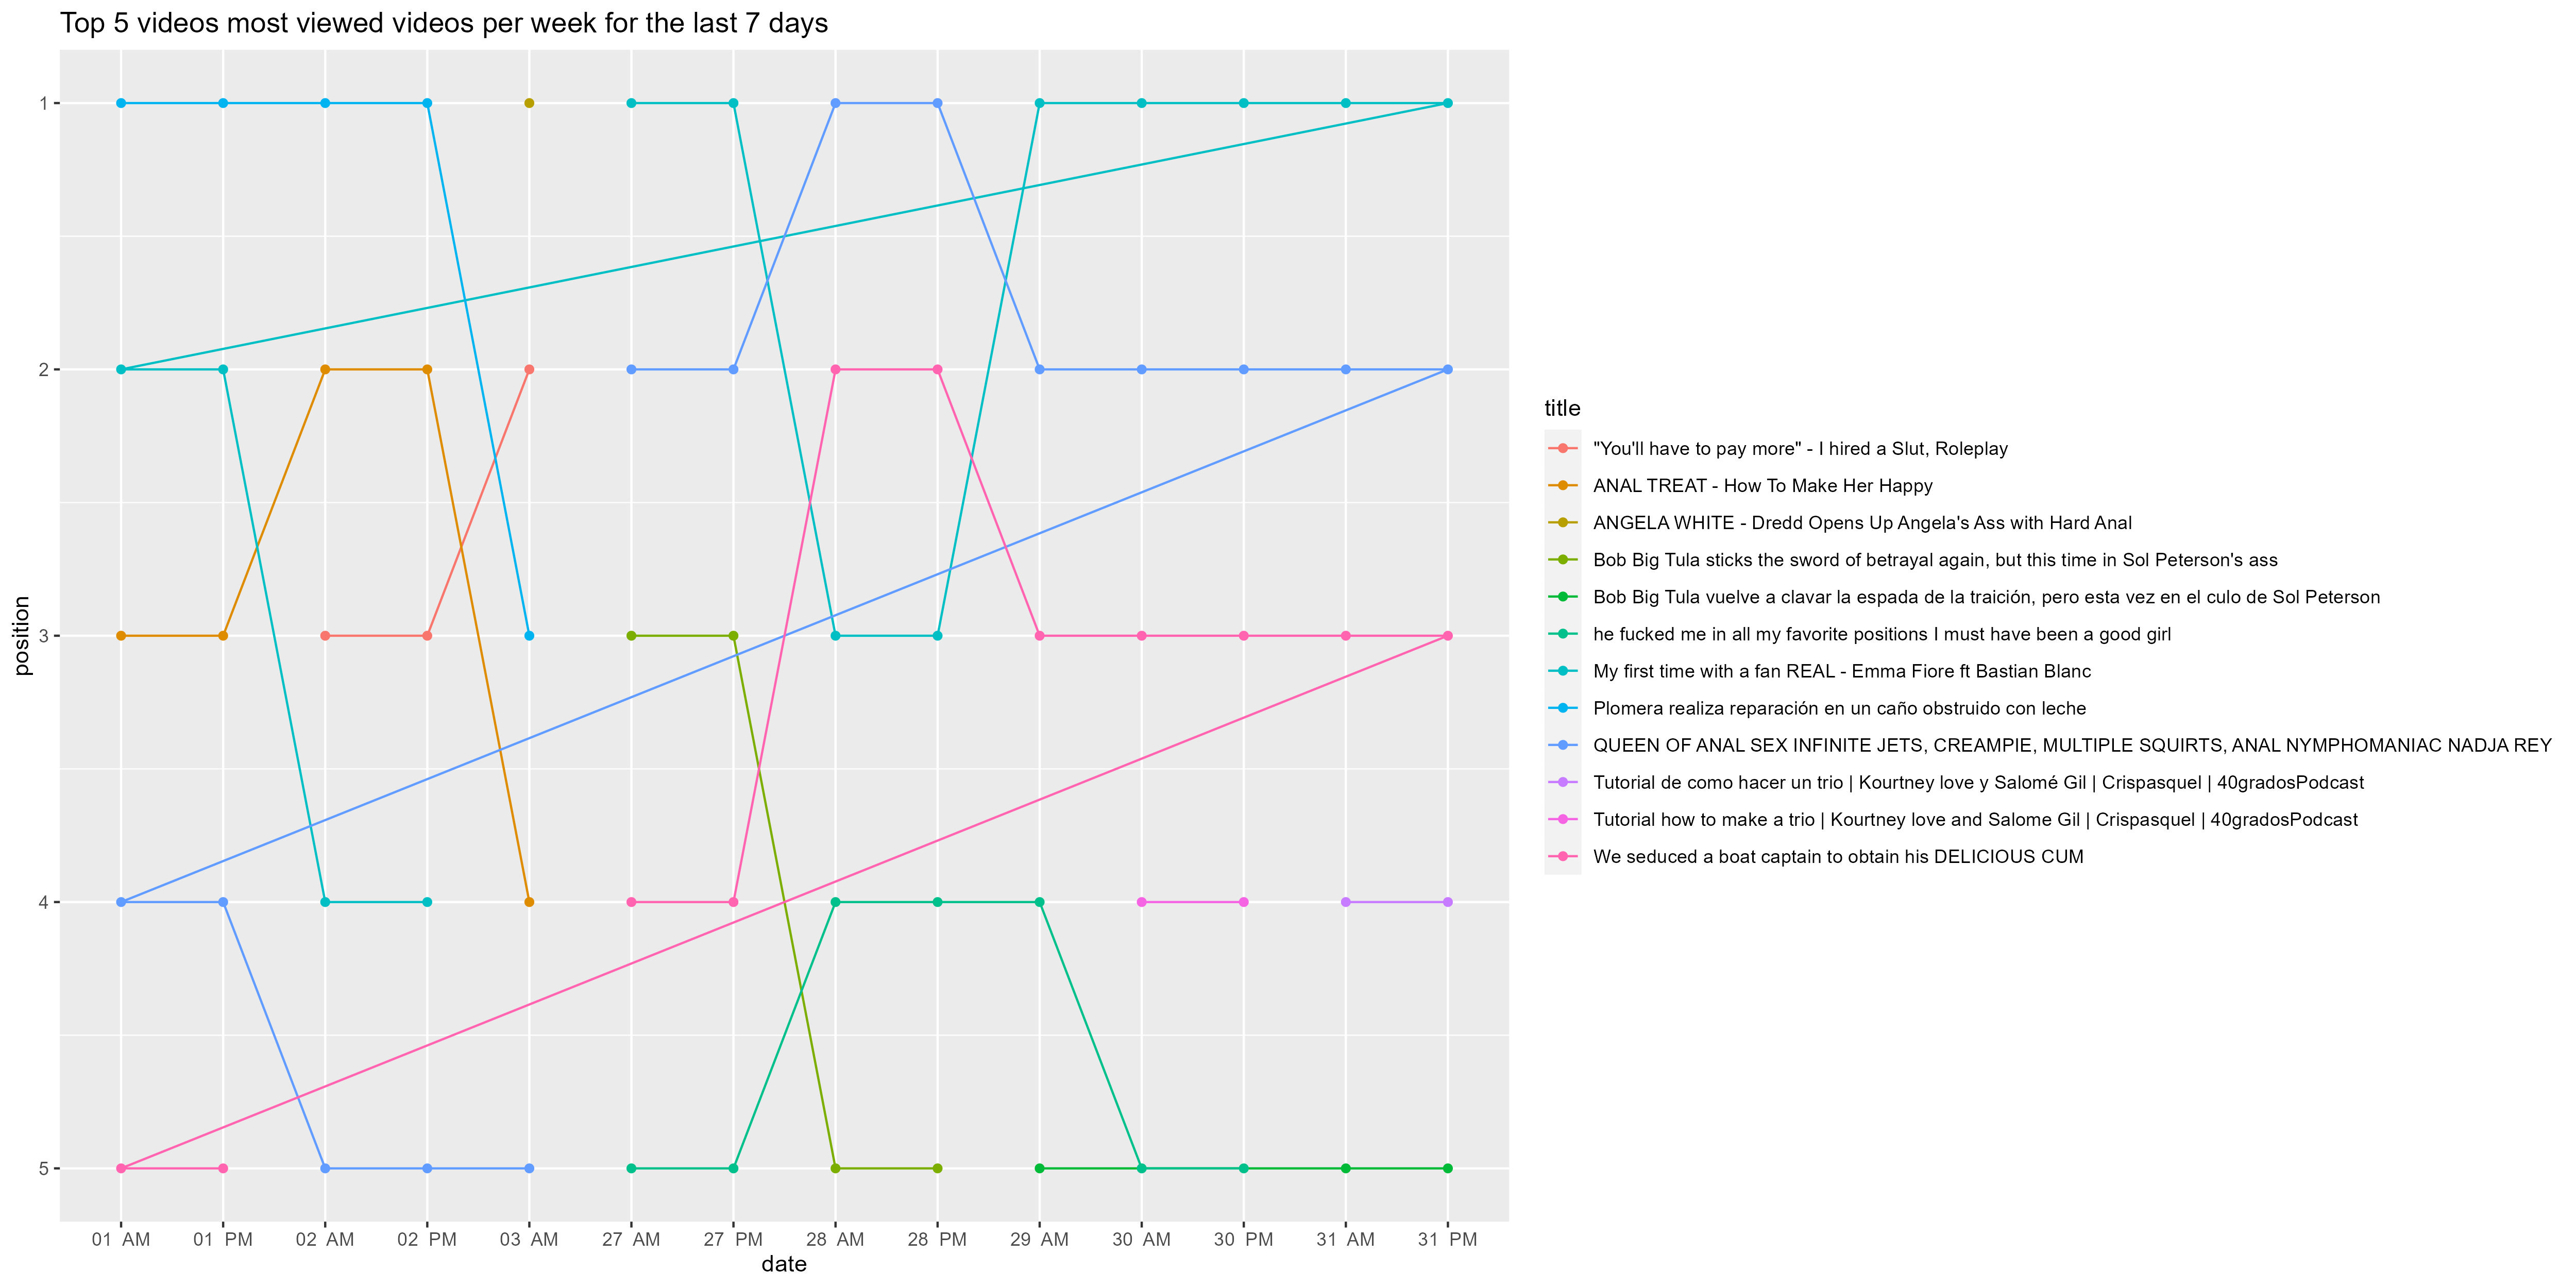 Top 5 videos most viewed videos per week for the last 7 days
1
2
3
4
5
position
01 AM
01 PM
02 AM
02 PM
03 AM
27 AM
27 PM
28 AM
28 PM
29 AM
30 AM
30 PM
31 AM
31 PM
date
title
"You'll have to pay more" - I hired a Slut, Roleplay
ANAL TREAT - How To Make Her Happy
ANGELA WHITE - Dredd Opens Up Angela's Ass with Hard Anal
Bob Big Tula sticks the sword of betrayal again, but this time in Sol Peterson's ass
Bob Big Tula vuelve a clavar la espada de la traición, pero esta vez en el culo de Sol Peterson
he fucked me in all my favorite positions I must have been a good girl
My first time with a fan REAL - Emma Fiore ft Bastian Blanc
Plomera realiza reparación en un caño obstruido con leche
QUEEN OF ANAL SEX INFINITE JETS, CREAMPIE, MULTIPLE SQUIRTS, ANAL NYMPHOMANIAC NADJA REY
Tutorial de como hacer un trio | Kourtney love y Salomé Gil | Crispasquel | 40gradosPodcast
Tutorial how to make a trio | Kourtney love and Salome Gil | Crispasquel | 40gradosPodcast
We seduced a boat captain to obtain his DELICIOUS CUM